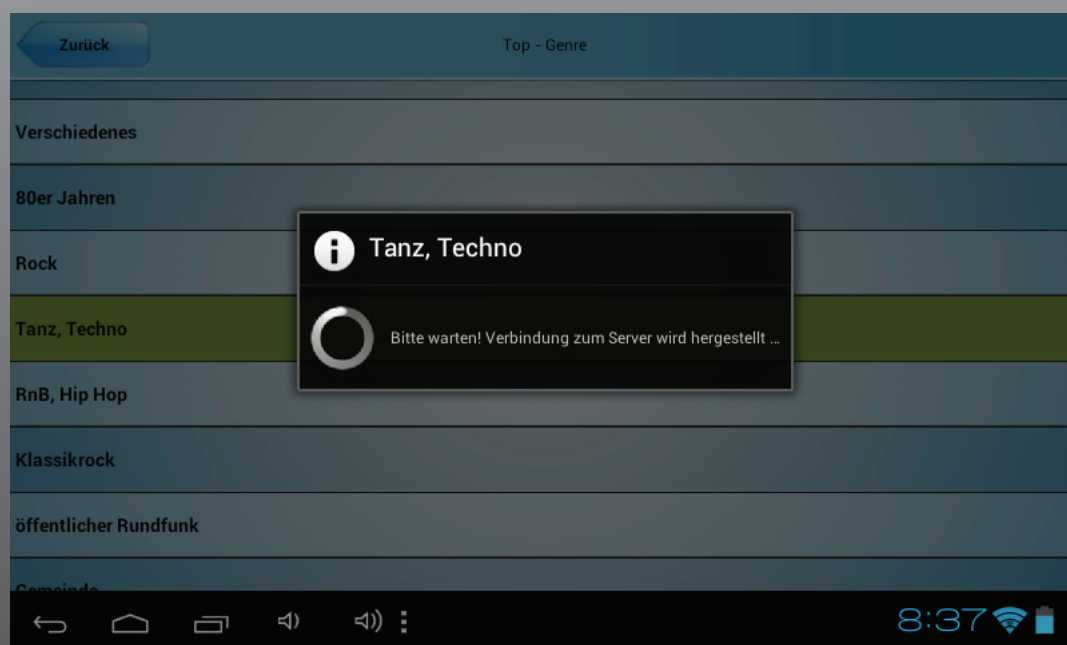 Zurück
Top - Genre
Verschiedenes
80er Jahren
Rock
Tanz, Techno
Tanz, Techno
Bitte warten! Verbindung zum Server wird hergestellt ...
RnB, Hip Hop
Klassikrock
öffentlicher Rundfunk
Gemeinde
8:37